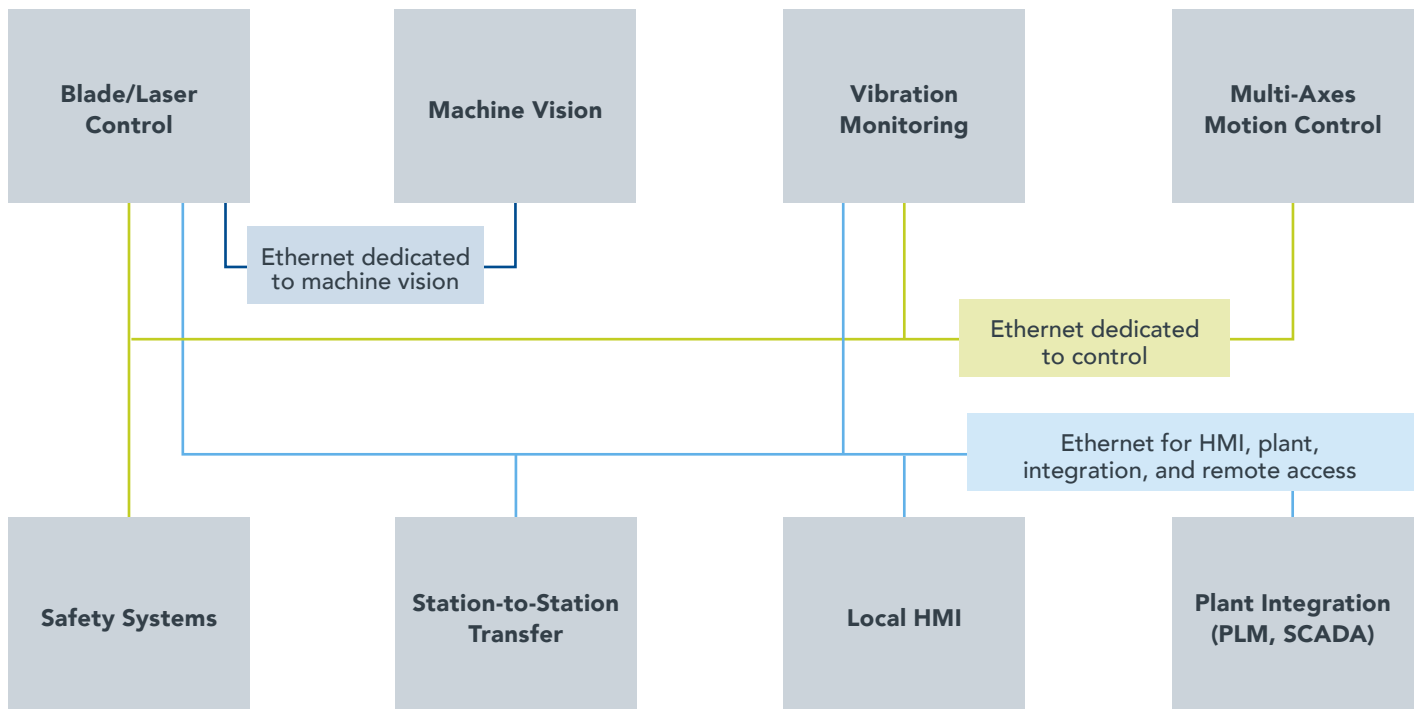 Blade/Laser
Control
Machine Vision
Vibration
Monitoring
Multi-Axes
Motion Control
Ethernet dedicated
to machine vision
Ethernet dedicated
to control
Ethernet for HMI, plant,
integration, and remote access
Safety Systems
Station-to-Station
Transfer
Local HMI
Plant Integration
(PLM, SCADA)